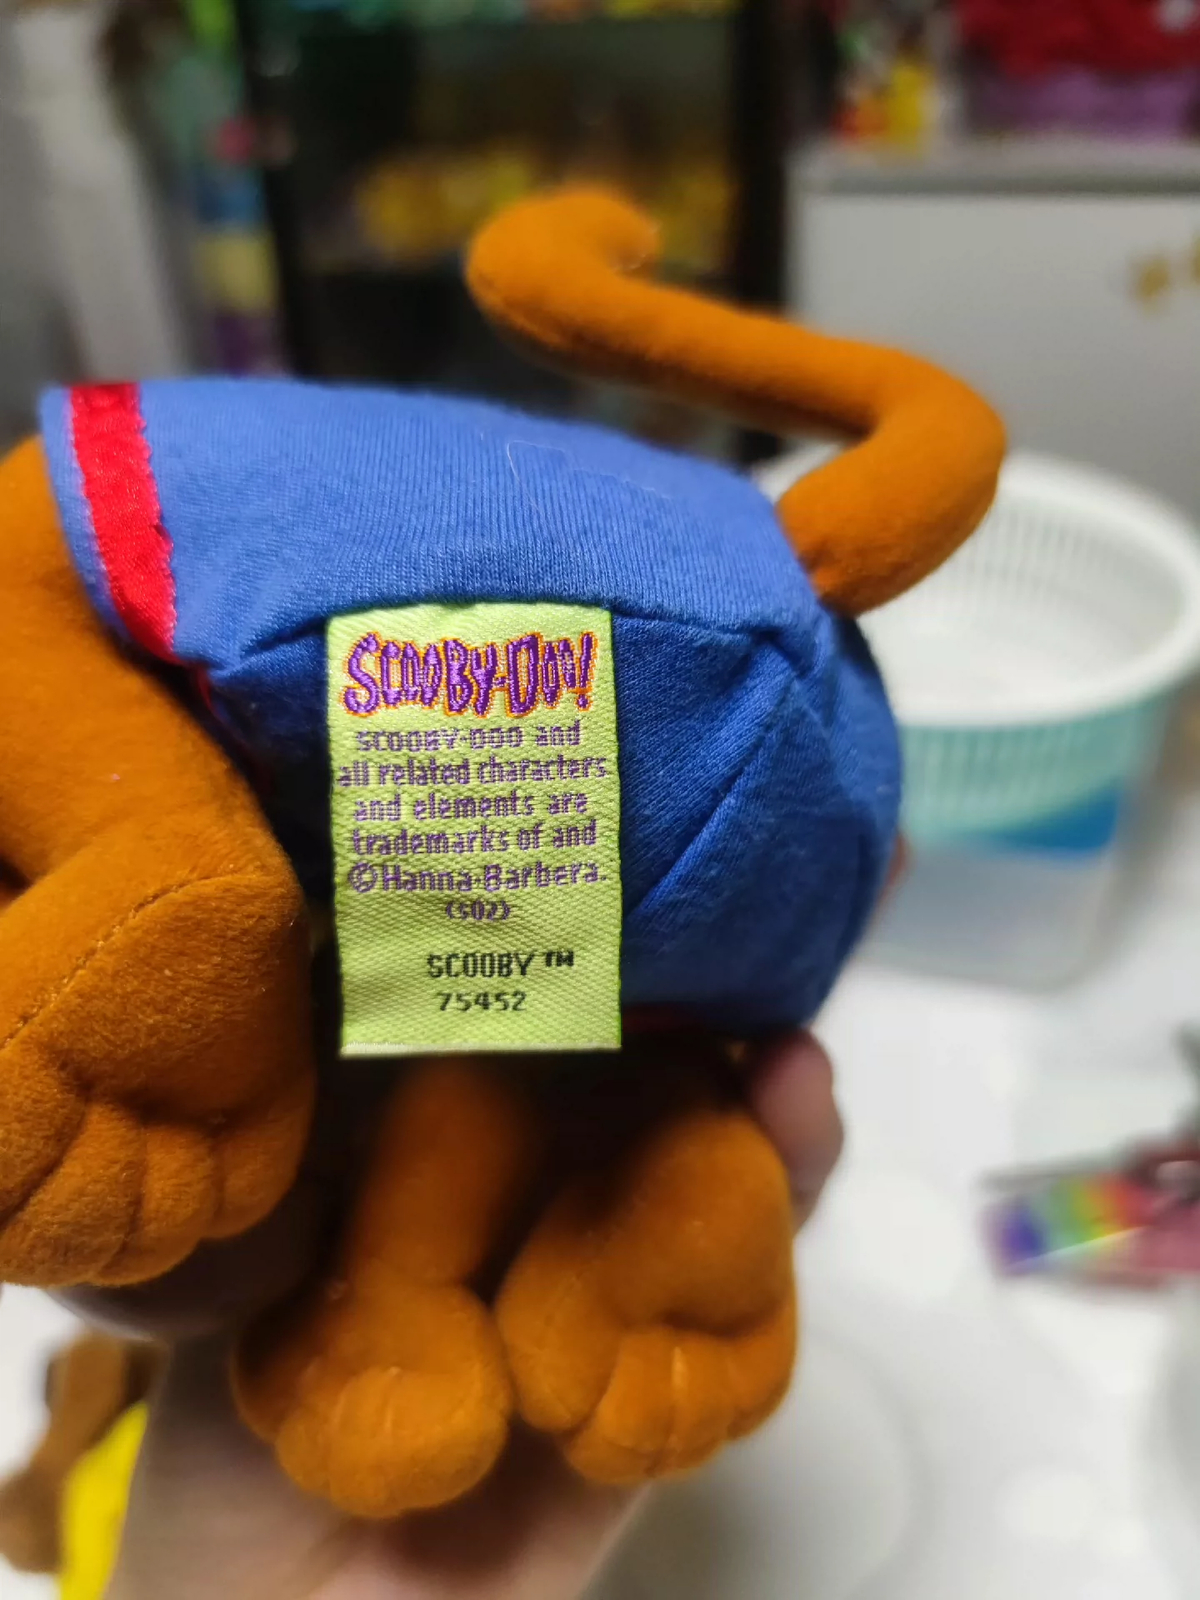 SCOOBY-DOO!
SCOOBY-DOO and
all related characters
and elements are
trademarks of and
©Hanna-Barbera.
(s02)
SCOOBY™
75452